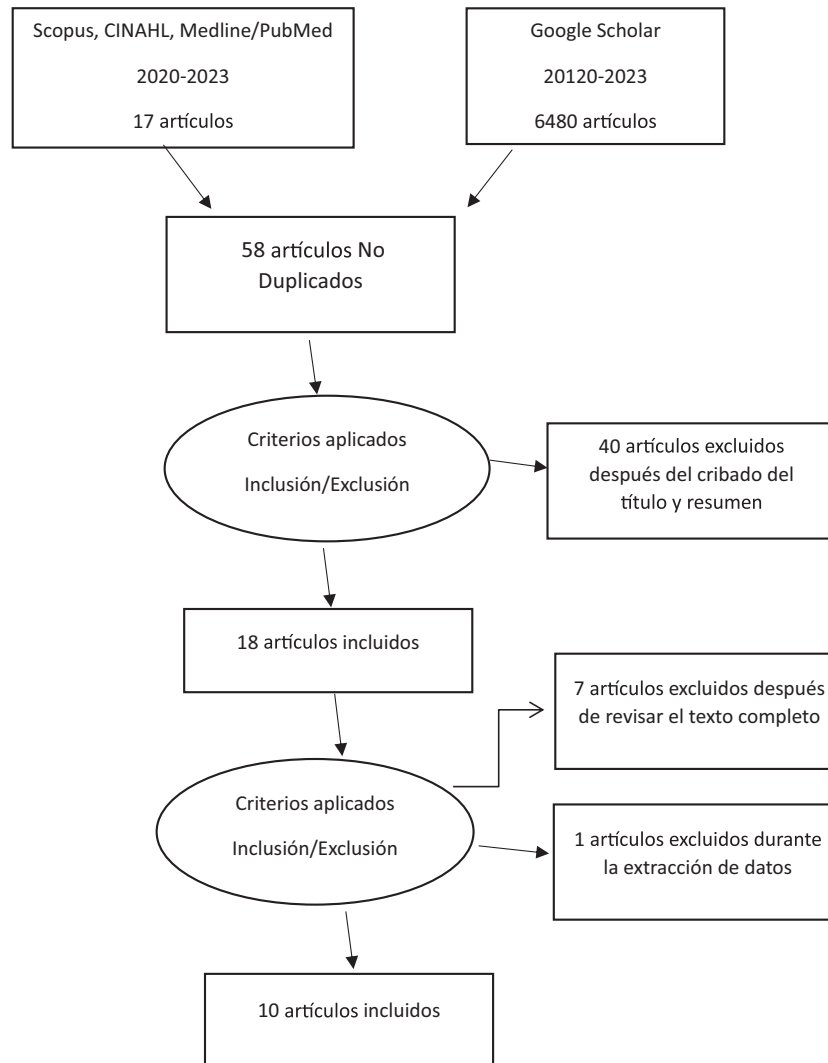 Scopus, CINAHL, Medline/PubMed
2020-2023
17 artículos
Google Scholar
20120-2023
6480 artículos
58 artículos No
Duplicados
Criterios aplicados
Inclusión/Exclusión
40 artículos excluidos
después del cribado del
título y resumen
18 artículos incluidos
7 artículos excluidos después
de revisar el texto completo
Criterios aplicados
Inclusión/Exclusión
1 artículos excluidos durante
la extracción de datos
10 artículos incluidos